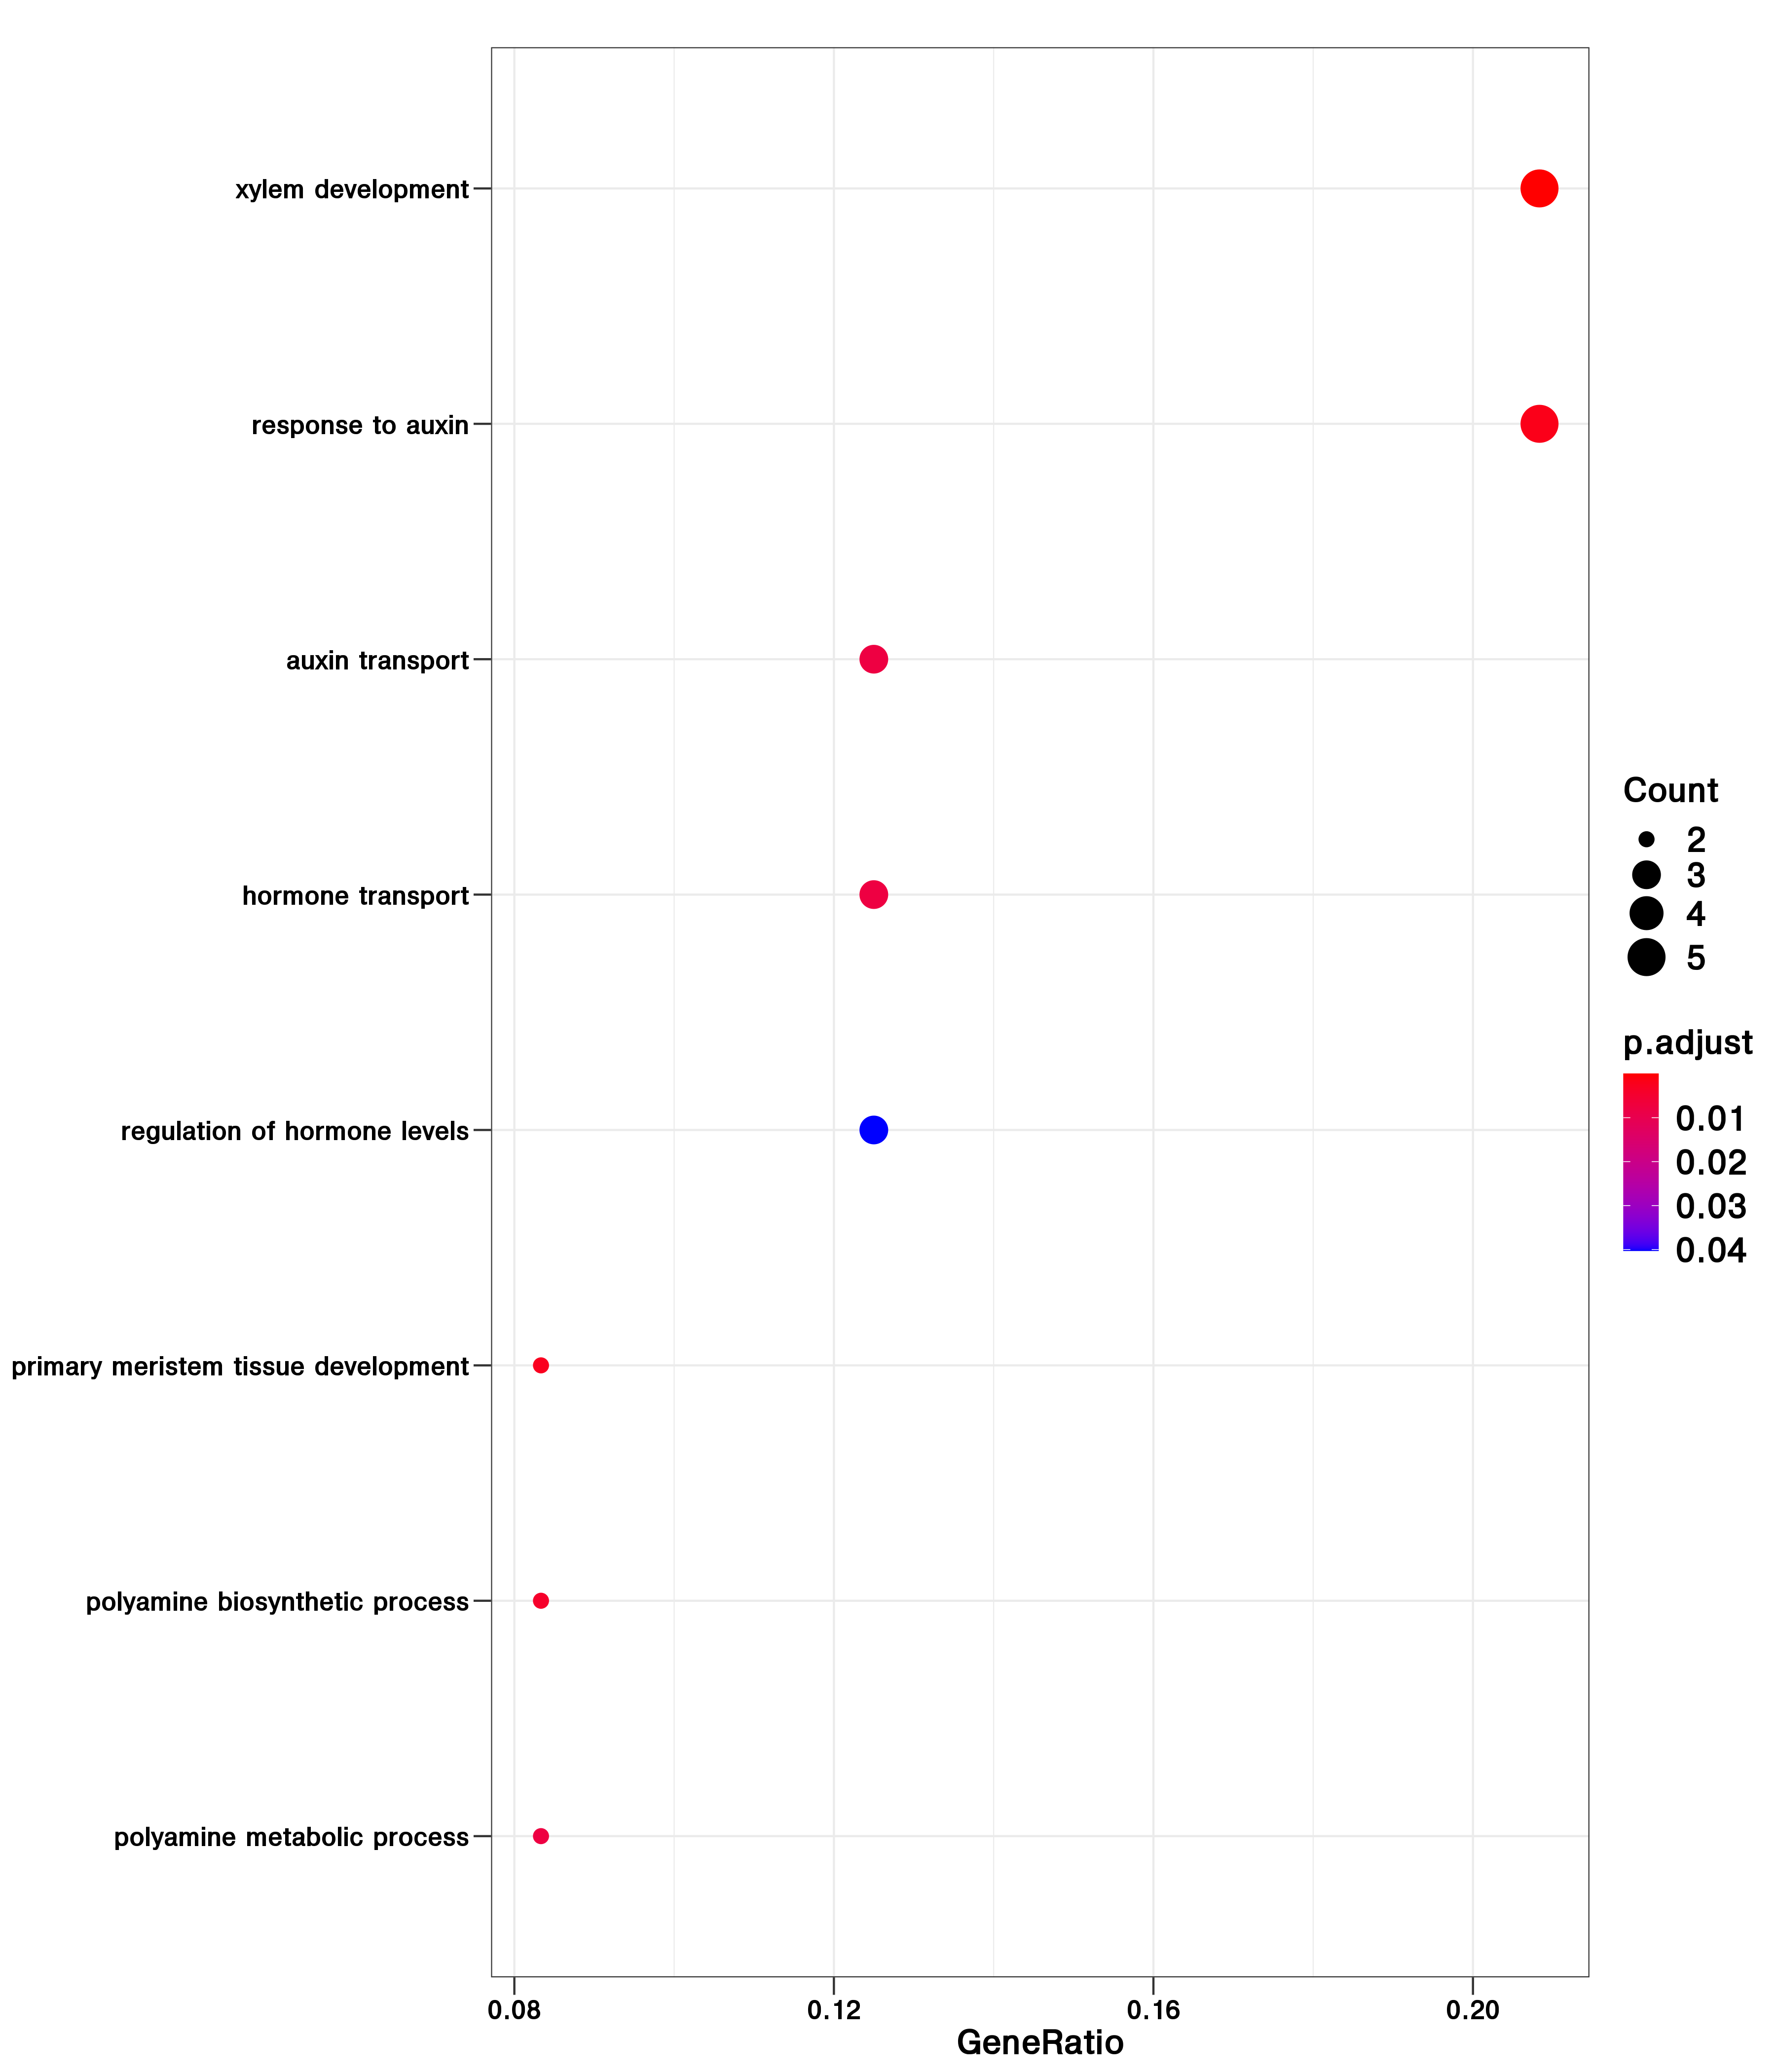 xylem development
response to auxin
auxin transport
hormone transport
regulation of hormone levels
primary meristem tissue development
polyamine biosynthetic process
polyamine metabolic process
0.08 0.12 0.16 0.20
GeneRatio
Count
2
3
4
5
p.adjust
0.01
0.02
0.03
0.04